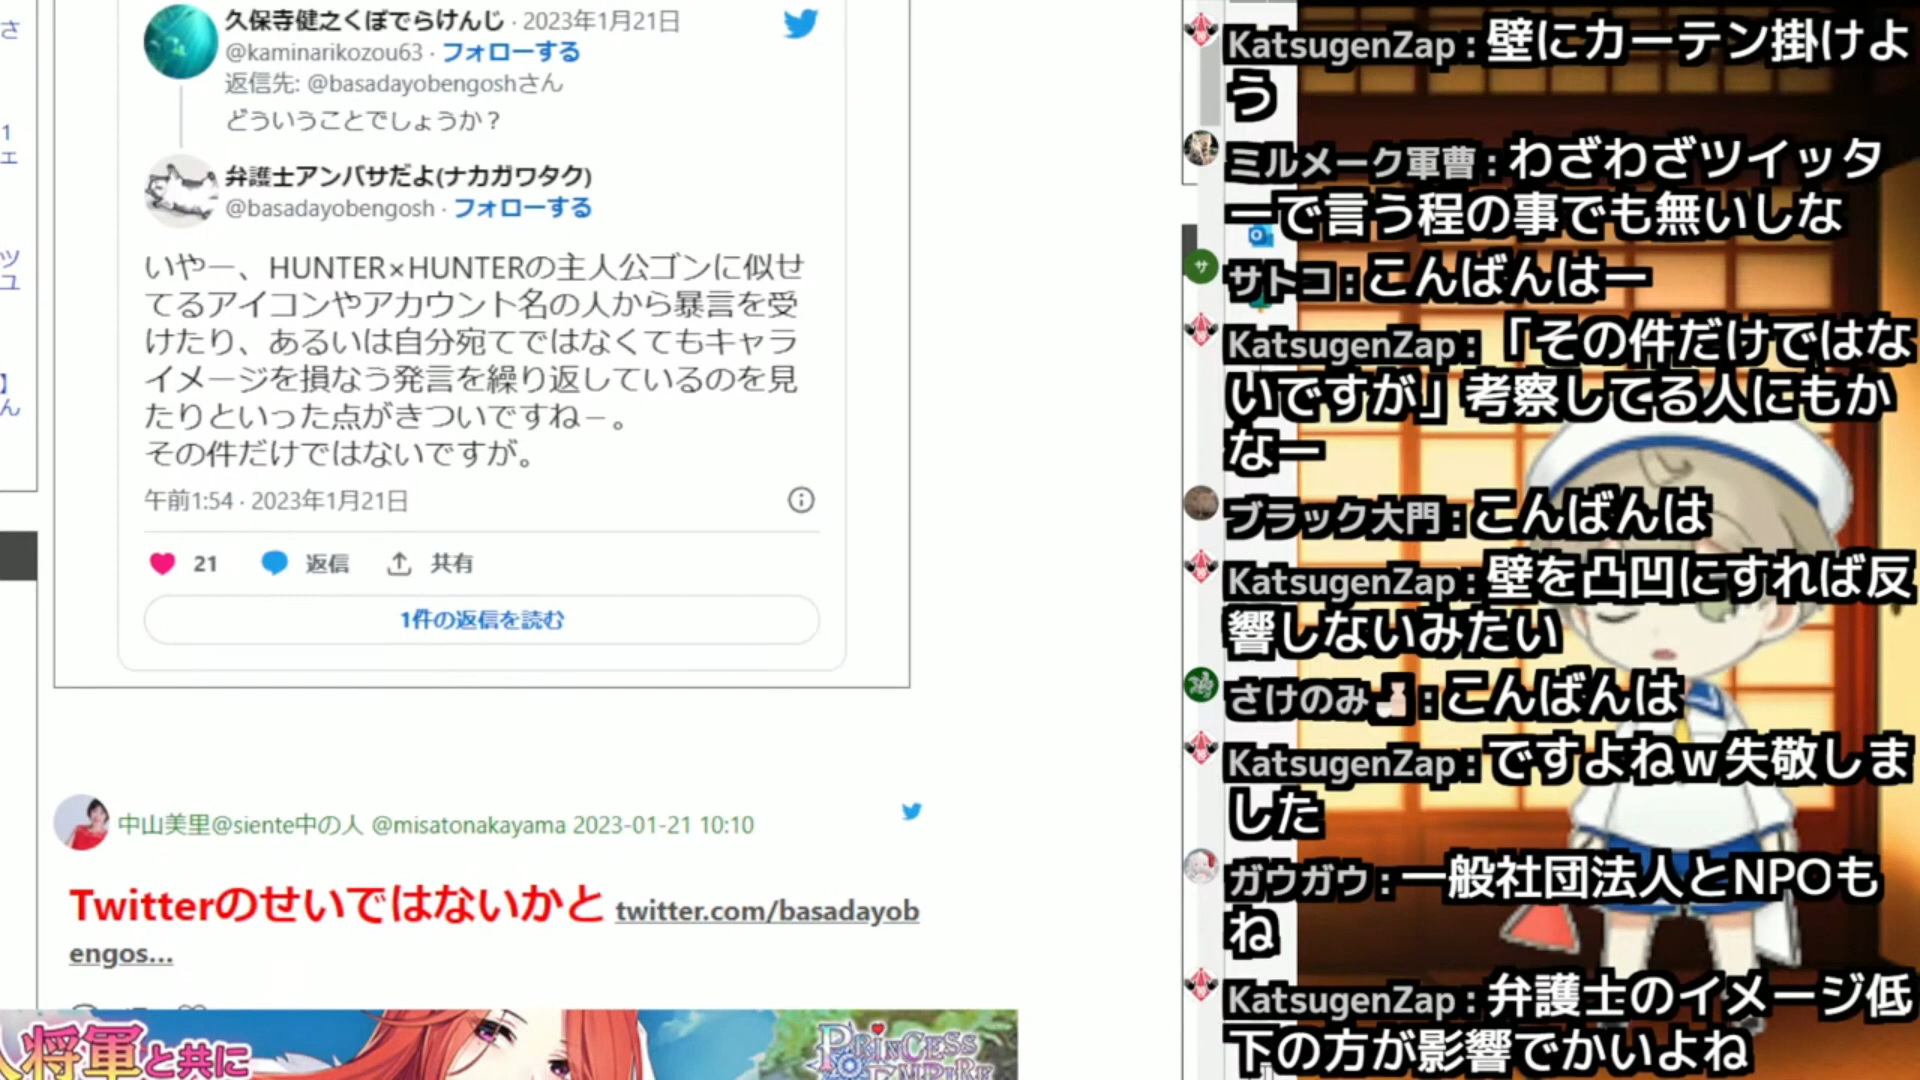 さ
1
ェ
ツ
ユ
】
ん
久保寺健之くぼでらけんじ · 2023年1月21日
@kaminarikozou63 · フォローする
返信先: @basadayobengoshさん
どういうことでしょうか？
弁護士アンバサだよ(ナカガワタク)
@basadayobengosh · フォローする
いやー、HUNTER×HUNTERの主人公ゴンに似せ
てるアイコンやアカウント名の人から暴言を受
けたり、あるいは自分宛てではなくてもキャラ
イメージを損なう発言を繰り返しているのを見
たりといった点がきついですね－。
その件だけではないですが。
午前1:54 · 2023年1月21日
21 返信 共有
1件の返信を読む
中山美里@siente中の人 @misatonakayama 2023-01-21 10:10
Twitterのせいではないかと twitter.com/basadayob
engos...
将軍と共に
PRINCESS
EMPIRE
KatsugenZap : 壁にカーテン掛けよ
う
ミルメーク軍曹 : わざわざツイッタ
ーで言う程の事でも無いしな
サ
サトコ : こんばんはー
KatsugenZap : 「その件だけではな
いですが」考察してる人にもか
なー
ブラック大門 : こんばんは
KatsugenZap : 壁を凸凹にすれば反
響しないみたい
さけのみ🍶 : こんばんは
KatsugenZap : ですよねw失敬しま
した
ガウガウ : 一般社団法人とNPOも
ね
KatsugenZap : 弁護士のイメージ低
下の方が影響でかいよね